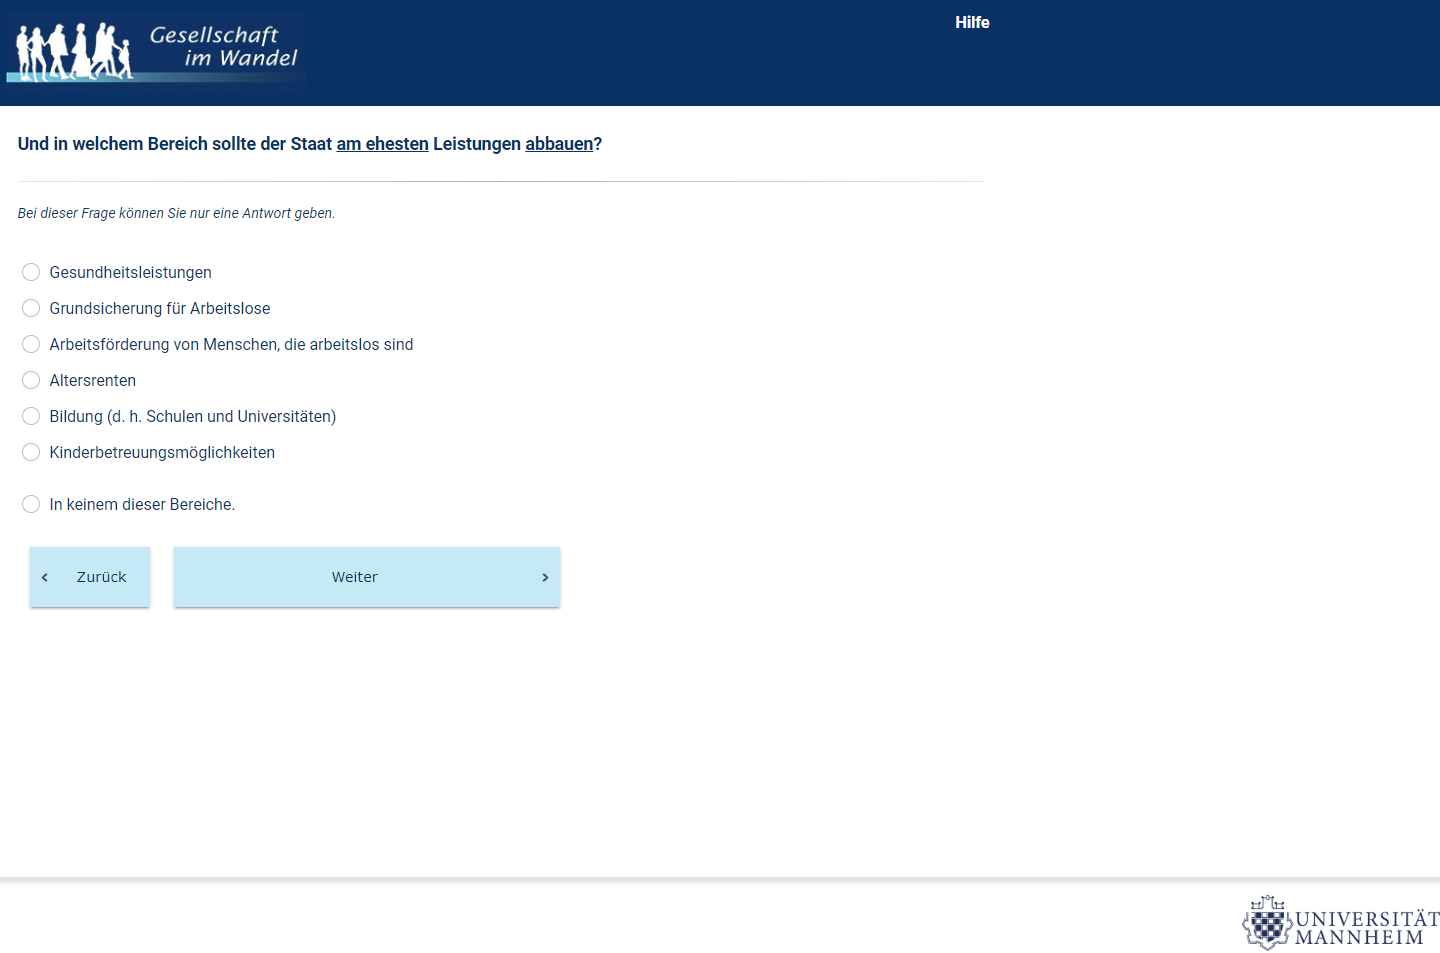 Gesellschaft
im Wandel
Hilfe
Und in welchem Bereich sollte der Staat am ehesten Leistungen abbauen?
Bei dieser Frage können Sie nur eine Antwort geben.
Gesundheitsleistungen
Grundsicherung für Arbeitslose
Arbeitsförderung von Menschen, die arbeitslos sind
Altersrenten
Bildung (d. h. Schulen und Universitäten)
Kinderbetreuungsmöglichkeiten
In keinem dieser Bereiche.
‹ Zurück
Weiter ›
UNIVERSITÄT
MANNHEIM